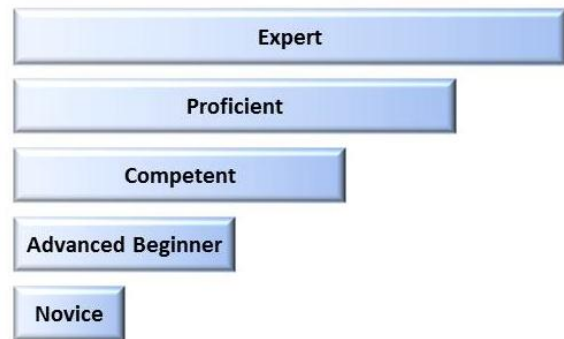 Expert
Proficient
Competent
Advanced Beginner
Novice